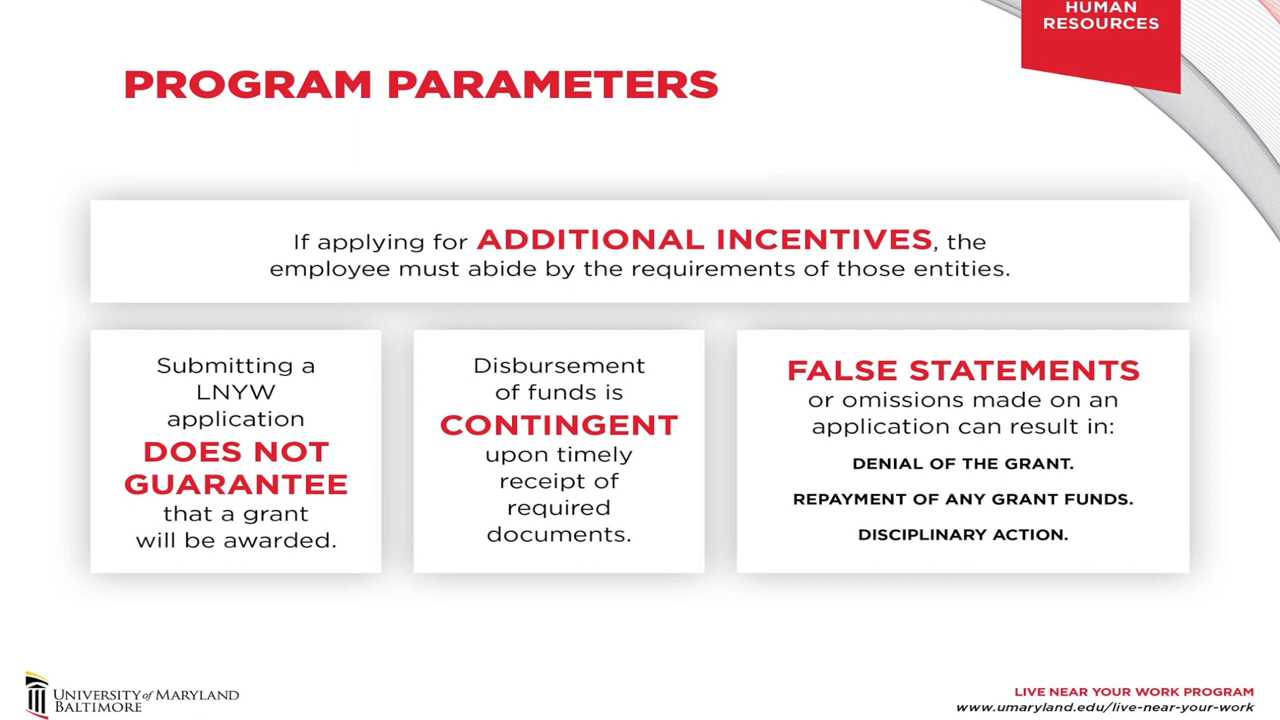 HUMAN
RESOURCES
PROGRAM PARAMETERS
If applying for ADDITIONAL INCENTIVES, the
employee must abide by the requirements of those entities.
Submitting a
LNYW
application
DOES NOT
GUARANTEE
that a grant
will be awarded.
Disbursement
of funds is
CONTINGENT
upon timely
receipt of
required
documents.
FALSE STATEMENTS
or omissions made on an
application can result in:
DENIAL OF THE GRANT.
REPAYMENT OF ANY GRANT FUNDS.
DISCIPLINARY ACTION.
UNIVERSITY of MARYLAND
BALTIMORE
LIVE NEAR YOUR WORK PROGRAM
www.umaryland.edu/live-near-your-work